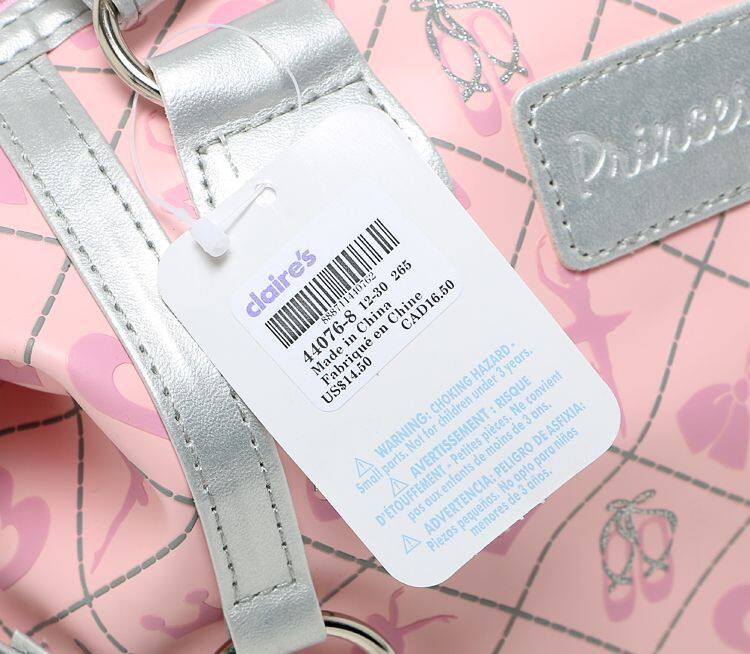 claire's
44076-8 12-30 265
Made in China
Fabriqué en Chine
US$14.50 CAD16.50
WARNING: CHOKING HAZARD -
Small parts. Not for children under 3 years.
AVERTISSEMENT : RISQUE
D'ÉTOUFFEMENT - Petites pièces. Ne convient
pas aux enfants de moins de 3 ans.
ADVERTENCIA: PELIGRO DE ASFIXIA:
Piezas pequeñas. No apto para niños
menores de 3 años.